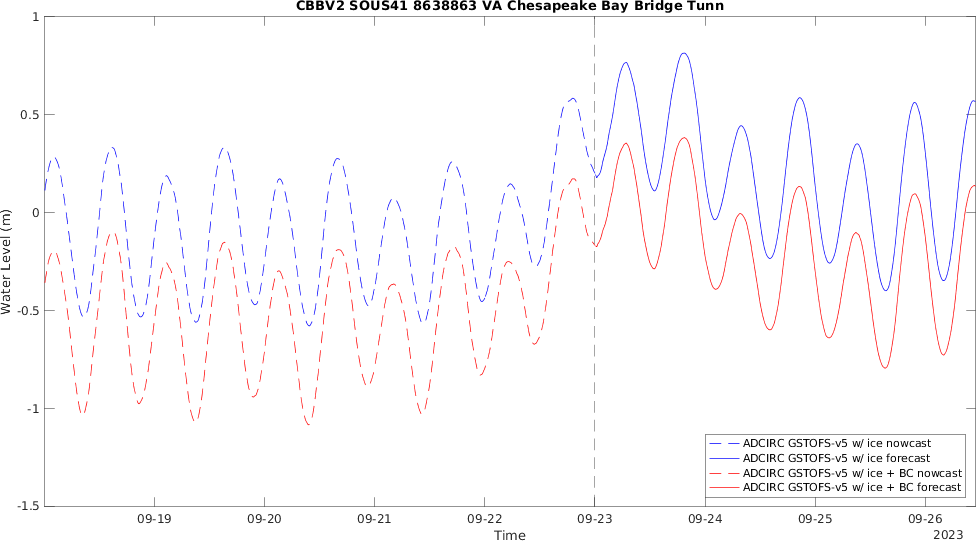 CBBV2 SOUS41 8638863 VA Chesapeake Bay Bridge Tunn
1
0.5
0
-0.5
-1
-1.5
Water Level (m)
09-19
09-20
09-21
09-22
09-23
09-24
09-25
09-26
Time
2023
ADCIRC GSTOFS-v5 w/ ice nowcast
ADCIRC GSTOFS-v5 w/ ice forecast
ADCIRC GSTOFS-v5 w/ ice + BC nowcast
ADCIRC GSTOFS-v5 w/ ice + BC forecast